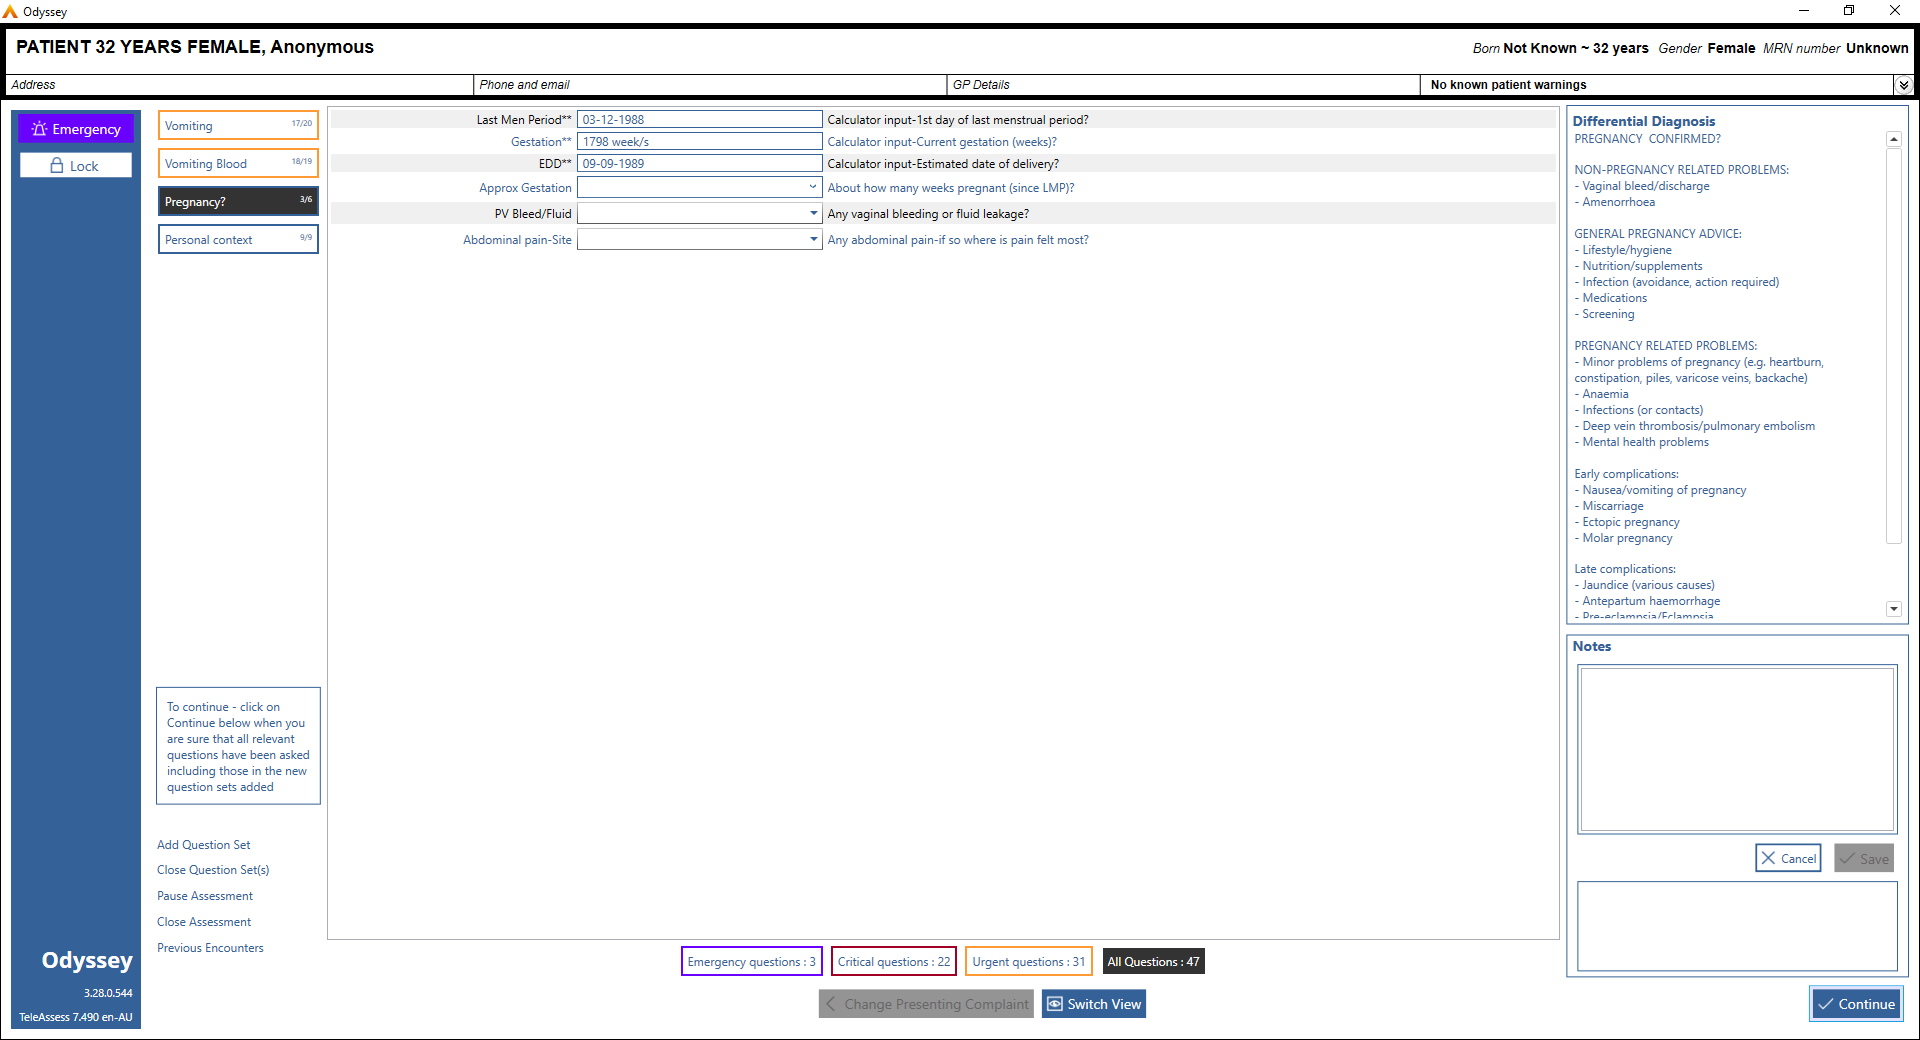 Odyssey
PATIENT 32 YEARS FEMALE, Anonymous
Born Not Known ~ 32 years Gender Female MRN number Unknown
Address
Phone and email
GP Details
No known patient warnings
Emergency
Lock
Vomiting 17/20
Vomiting Blood 18/19
Pregnancy? 3/6
Personal context 9/9
Last Men Period** 03-12-1988 Calculator input-1st day of last menstrual period?
Gestation** 1798 week/s Calculator input-Current gestation (weeks)?
EDD** 09-09-1989 Calculator input-Estimated date of delivery?
Approx Gestation About how many weeks pregnant (since LMP)?
PV Bleed/Fluid Any vaginal bleeding or fluid leakage?
Abdominal pain-Site Any abdominal pain-if so where is pain felt most?
Differential Diagnosis
PREGNANCY CONFIRMED?
NON-PREGNANCY RELATED PROBLEMS:
- Vaginal bleed/discharge
- Amenorrhoea
GENERAL PREGNANCY ADVICE:
- Lifestyle/hygiene
- Nutrition/supplements
- Infection (avoidance, action required)
- Medications
- Screening
PREGNANCY RELATED PROBLEMS:
- Minor problems of pregnancy (e.g. heartburn,
constipation, piles, varicose veins, backache)
- Anaemia
- Infections (or contacts)
- Deep vein thrombosis/pulmonary embolism
- Mental health problems
Early complications:
- Nausea/vomiting of pregnancy
- Miscarriage
- Ectopic pregnancy
- Molar pregnancy
Late complications:
- Jaundice (various causes)
- Antepartum haemorrhage
- Pre-eclampsia/Eclampsia
Notes
Cancel
Save
To continue - click on
Continue below when you
are sure that all relevant
questions have been asked
including those in the new
question sets added
Add Question Set
Close Question Set(s)
Pause Assessment
Close Assessment
Previous Encounters
Odyssey
3.28.0.544
TeleAssess 7.490 en-AU
Emergency questions : 3
Critical questions : 22
Urgent questions : 31
All Questions : 47
Change Presenting Complaint
Switch View
Continue